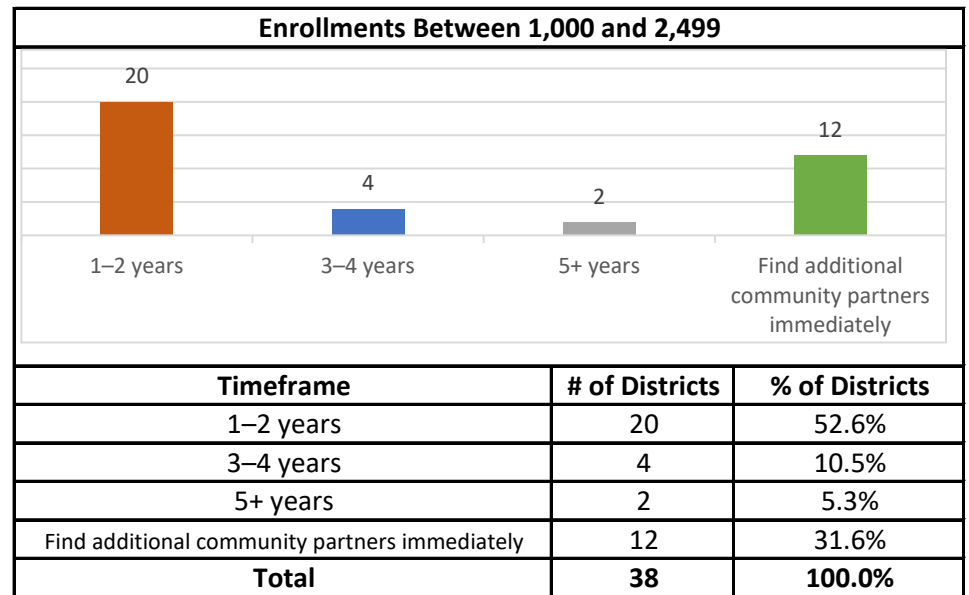 Enrollments Between 1,000 and 2,499
20
4
2
12
1–2 years
3–4 years
5+ years
Find additional
community partners
immediately
Timeframe # of Districts % of Districts
1–2 years 20 52.6%
3–4 years 4 10.5%
5+ years 2 5.3%
Find additional community partners immediately 12 31.6%
Total 38 100.0%